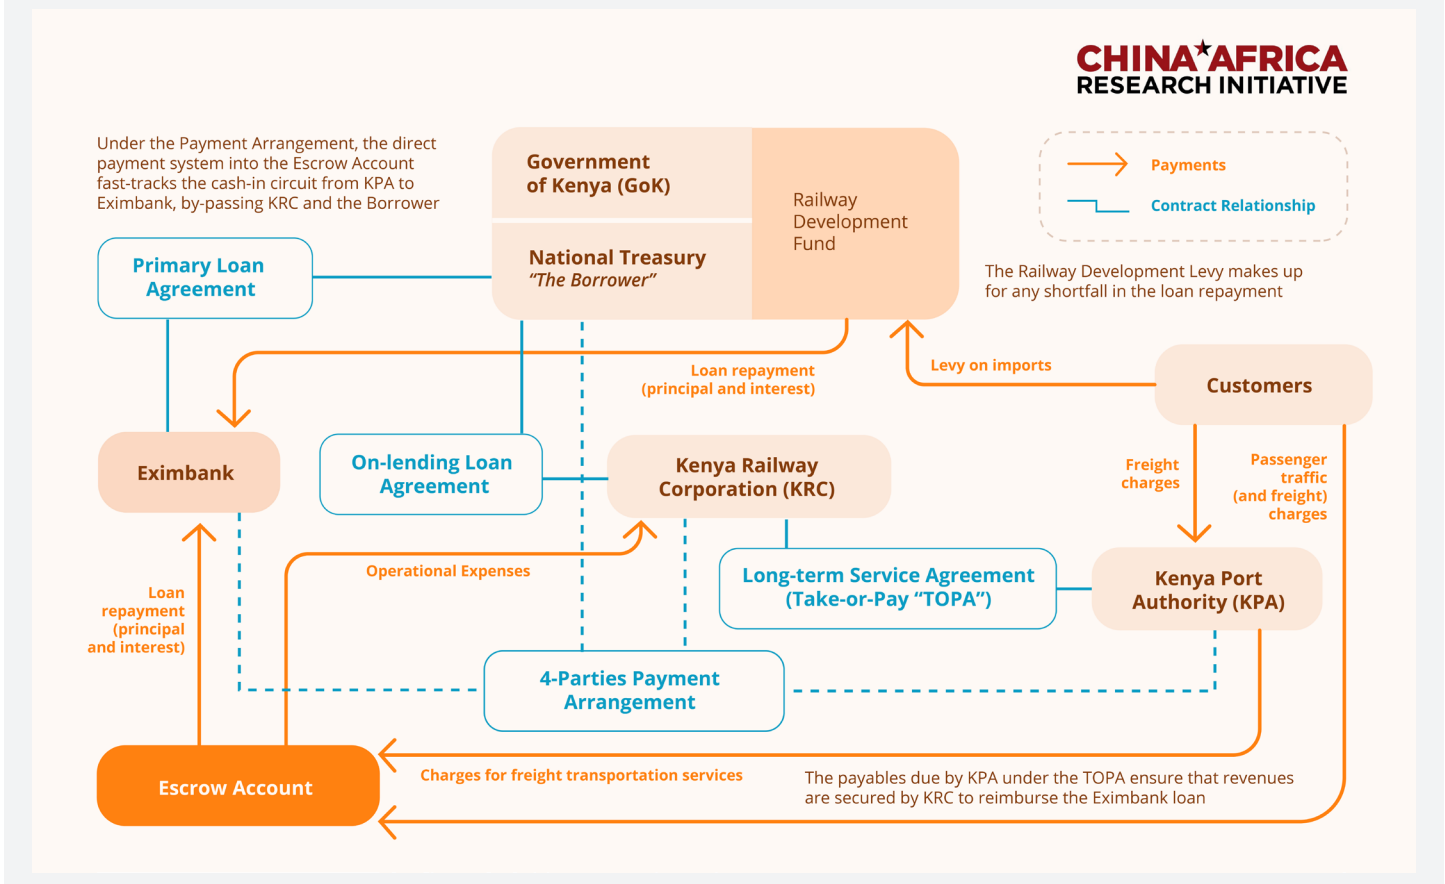 CHINA★AFRICA
RESEARCH INITIATIVE
Under the Payment Arrangement, the direct
payment system into the Escrow Account
fast-tracks the cash-in circuit from KPA to
Eximbank, by-passing KRC and the Borrower
Government
of Kenya (GoK)
National Treasury
“The Borrower”
Railway
Development
Fund
Payments
Contract Relationship
The Railway Development Levy makes up
for any shortfall in the loan repayment
Primary Loan
Agreement
Loan repayment
(principal and interest)
Levy on imports
Customers
Eximbank
On-lending Loan
Agreement
Kenya Railway
Corporation (KRC)
Freight
charges
Passenger
traffic
(and freight)
charges
Operational Expenses
Long-term Service Agreement
(Take-or-Pay “TOPA”)
Kenya Port
Authority (KPA)
Loan
repayment
(principal
and interest)
4-Parties Payment
Arrangement
Escrow Account
Charges for freight transportation services
The payables due by KPA under the TOPA ensure that revenues
are secured by KRC to reimburse the Eximbank loan